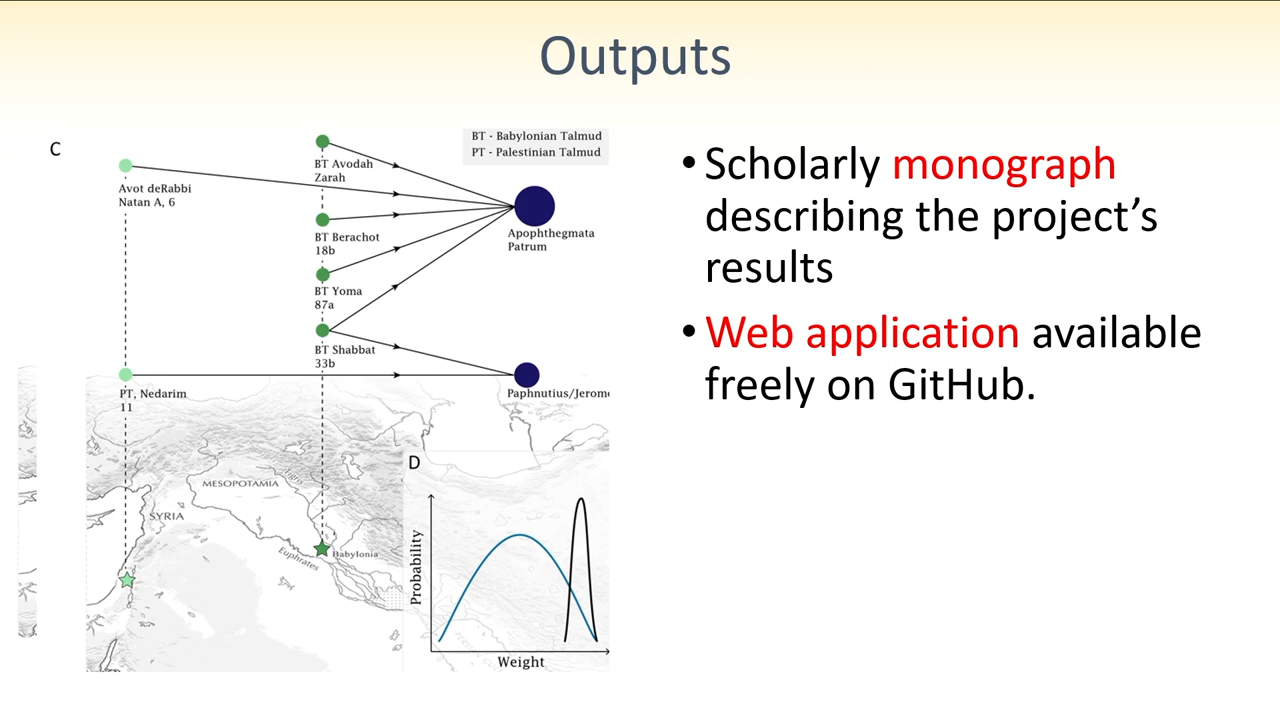 Outputs
C
BT - Babylonian Talmud
PT - Palestinian Talmud
BT Avodah
Zarah
Avot deRabbi
Natan A, 6
BT Berachot
18b
Apophthegmata
Patrum
BT Yoma
87a
BT Shabbat
33b
PT, Nedarim
11
Paphnutius/Jerome
D
MESOPOTAMIA
Tigris
SYRIA
Euphrates
Babylonia
Probability
Weight
• Scholarly monograph
describing the project’s
results
• Web application available
freely on GitHub.